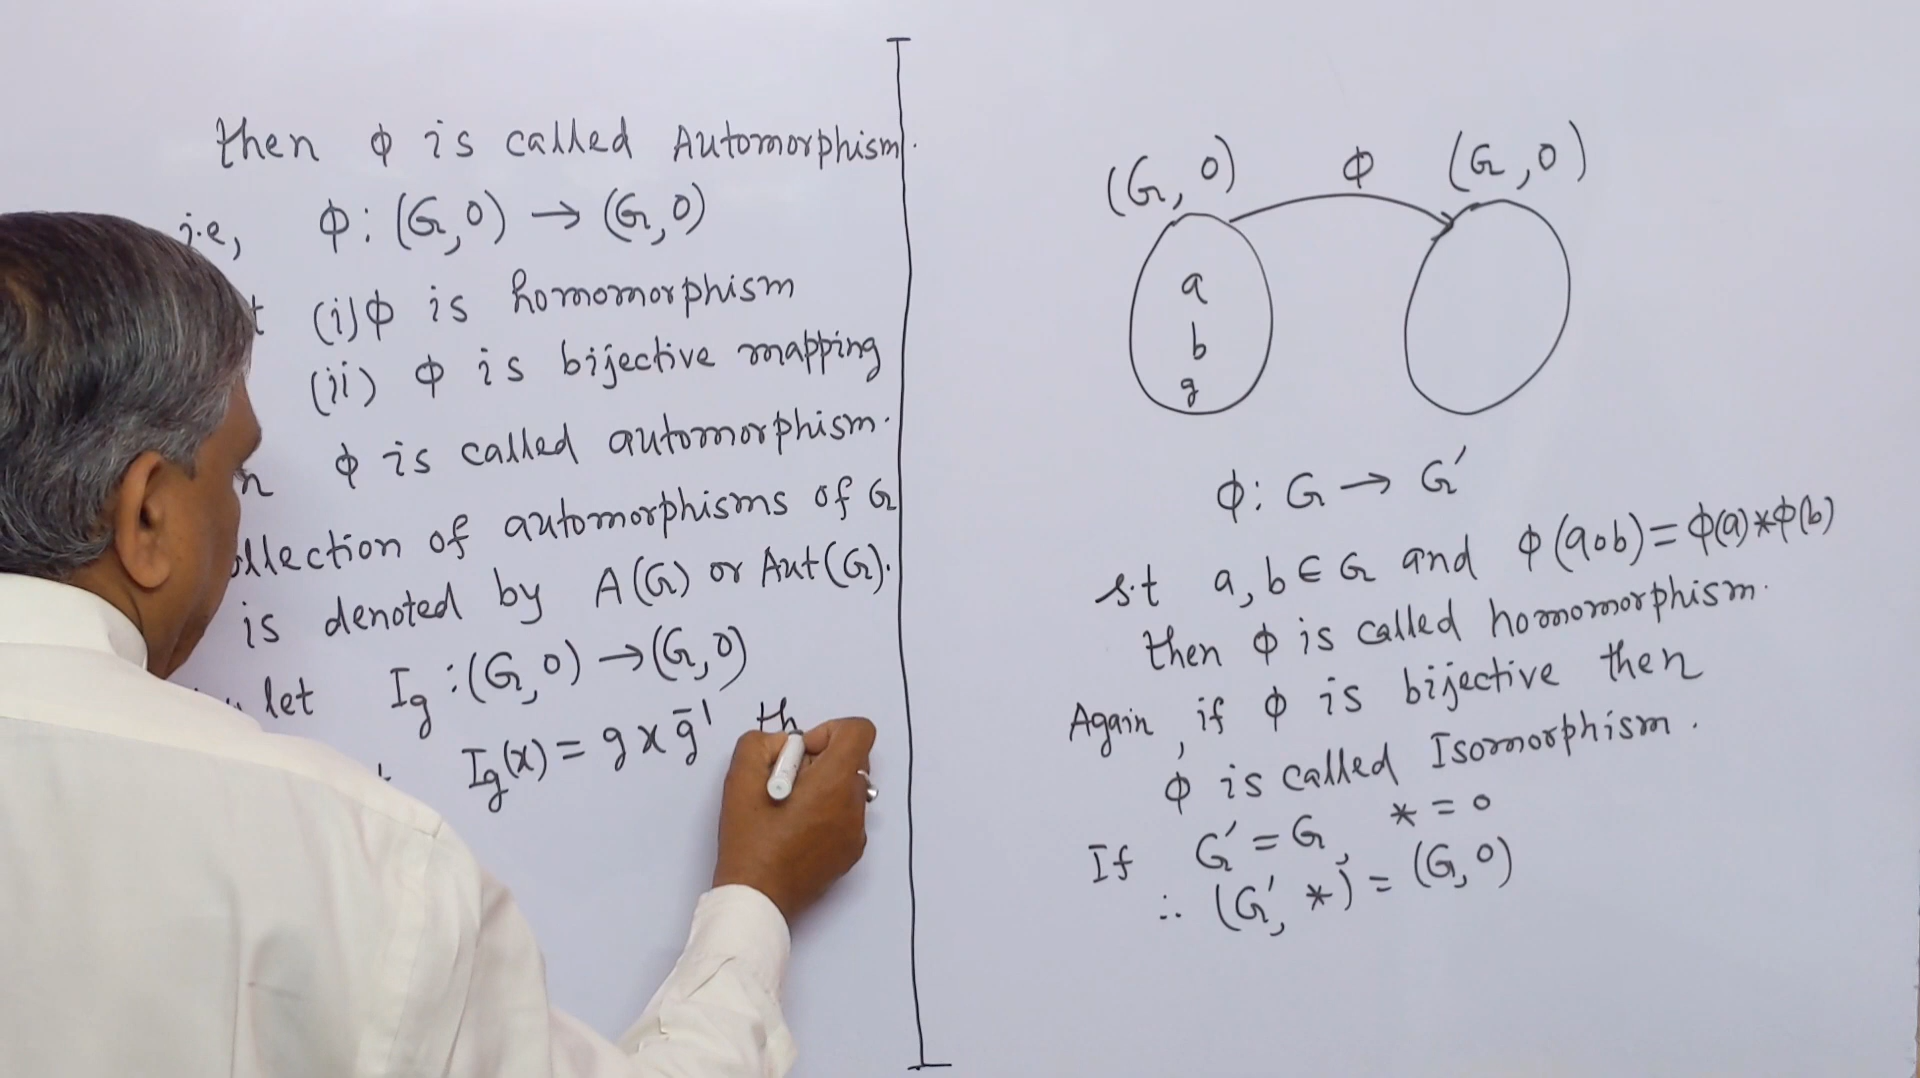 then ϕ is called Automorphism.
i.e, ϕ : (G, o) → (G, o)
t (i) ϕ is homomorphism
(ii) ϕ is bijective mapping
n ϕ is called automorphism.
ollection of automorphisms of G
is denoted by A(G) or Aut(G).
let Ig : (G, o) → (G, o)
Ig(x) = g x g⁻¹ th
(G, o) ϕ (G, o)
a
b
g
ϕ : G → G′
s.t a, b ∈ G and ϕ(aob) = ϕ(a)*ϕ(b)
then ϕ is called homomorphism.
Again, if ϕ is bijective then
ϕ is called Isomorphism.
If G′ = G, * = o
∴ (G′, *) = (G, o)